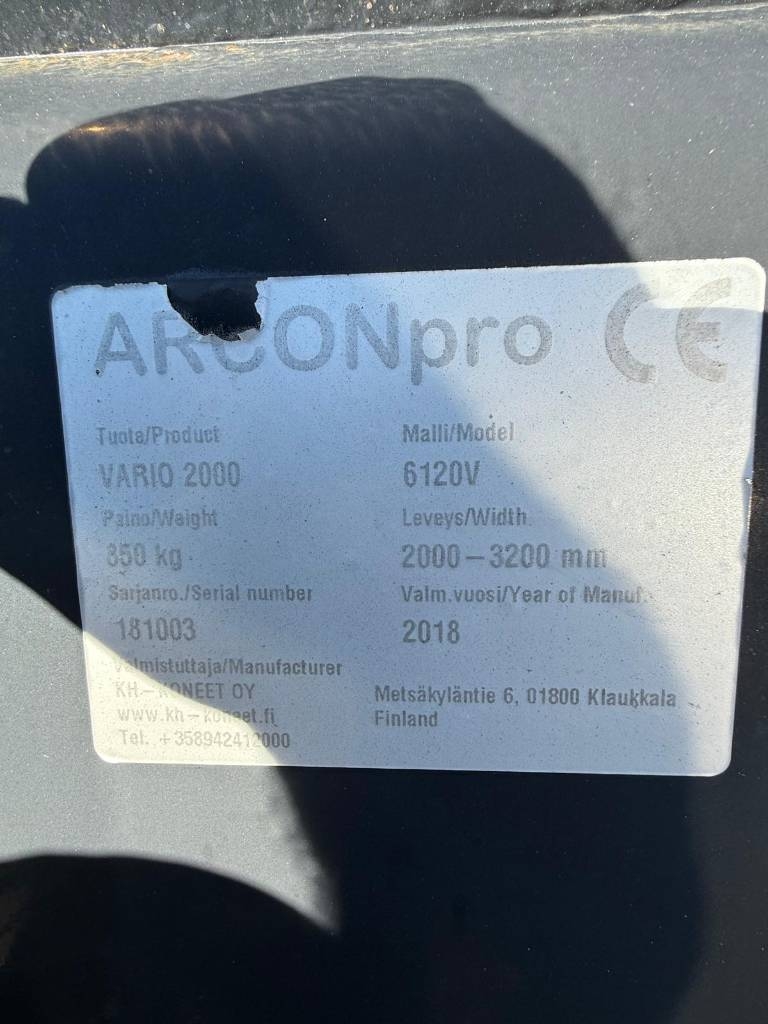 ARCONpro CE
Tuote/Product
VARIO 2000
Malli/Model
6120V
Paino/Weight
850 kg
Leveys/Width
2000-3200 mm
Sarjanro./Serial number
181003
Valm.vuosi/Year of Manuf.
2018
Valmistuttaja/Manufacturer
KH-KONEET OY
www.kh-koneet.fi
Tel. +358942412000
Metsäkyläntie 6, 01800 Klaukkala
Finland